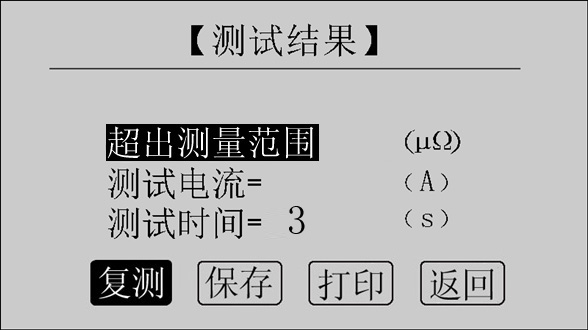 【测试结果】
超出测量范围 (μΩ)
测试电流= （A）
测试时间= 3 （s）
复测 保存 打印 返回